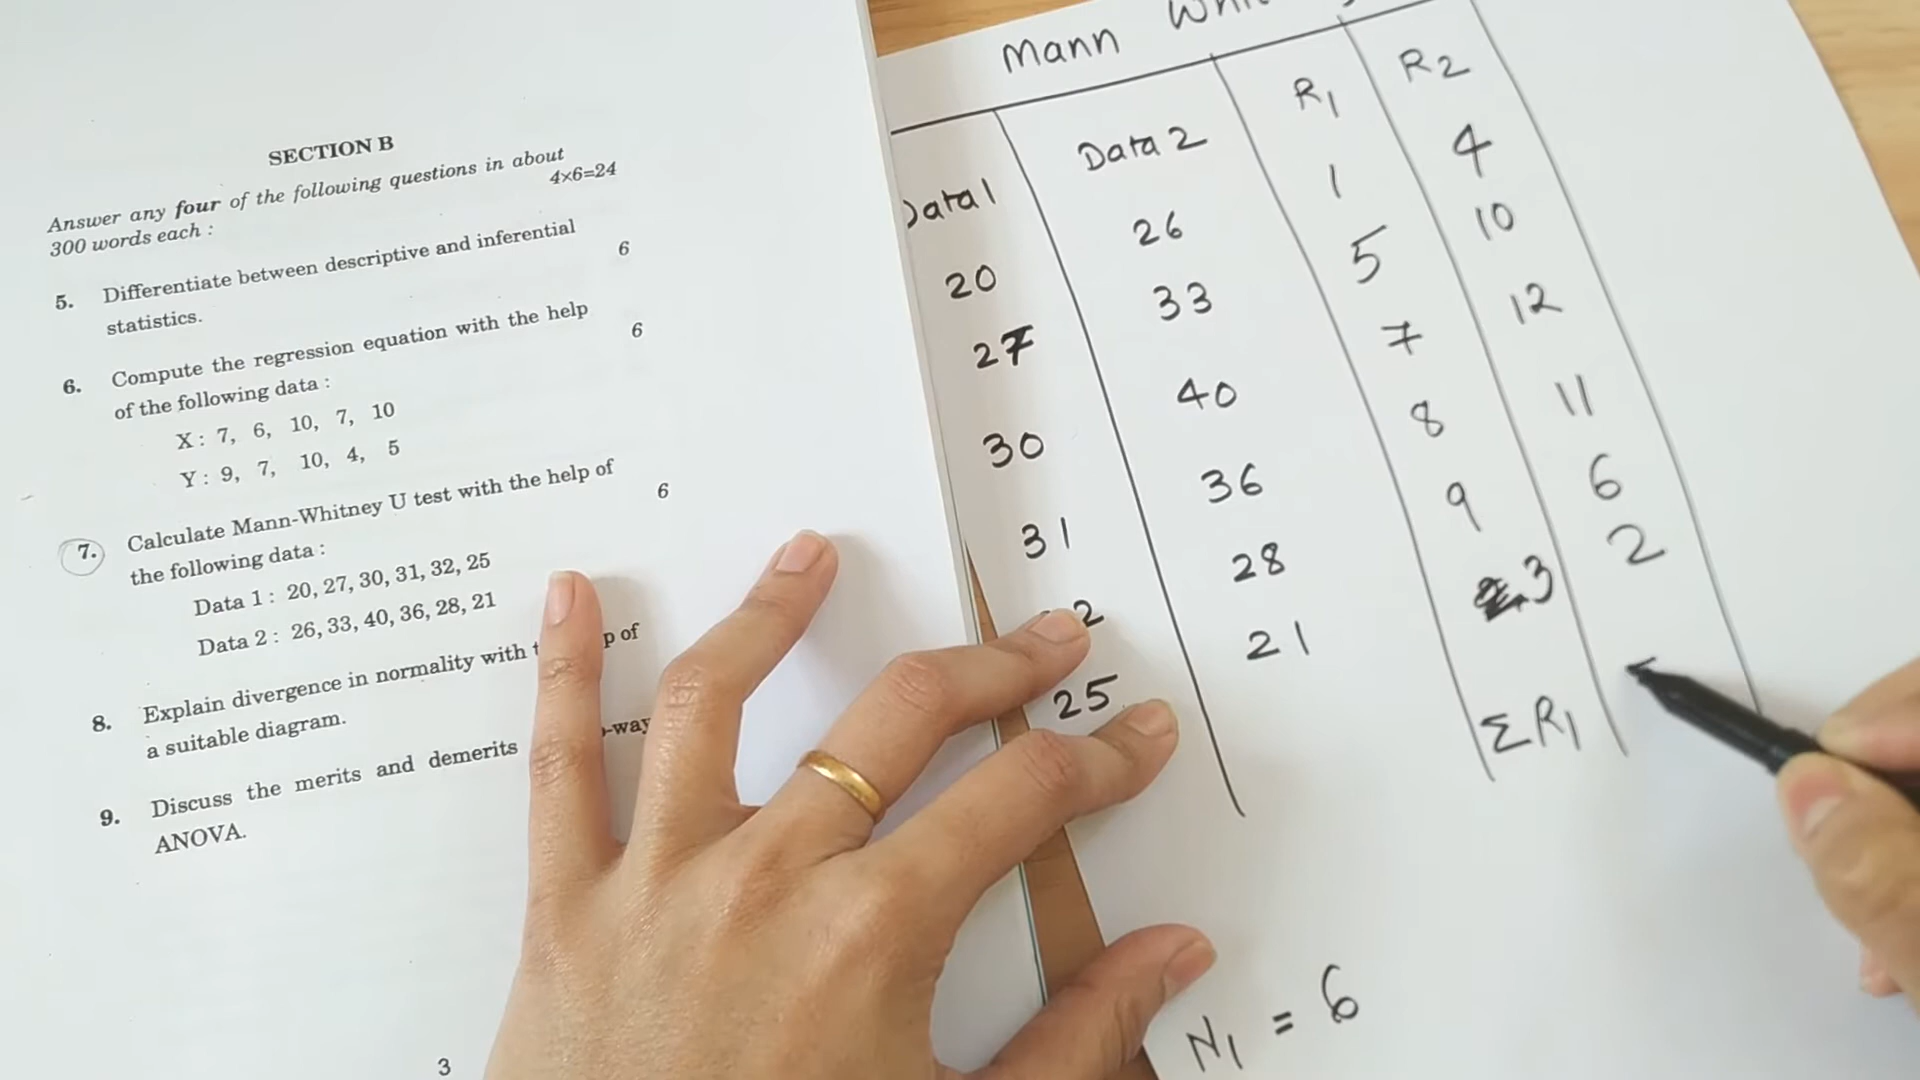 SECTION B
Answer any four of the following questions in about
300 words each :
4×6=24
5. Differentiate between descriptive and inferential
statistics.
6
6. Compute the regression equation with the help
of the following data :
6
X : 7, 6, 10, 7, 10
Y : 9, 7, 10, 4, 5
7. Calculate Mann-Whitney U test with the help of
the following data :
6
Data 1 : 20, 27, 30, 31, 32, 25
Data 2 : 26, 33, 40, 36, 28, 21
8. Explain divergence in normality with of
a suitable diagram.
9. Discuss the merits and demerits -way
ANOVA.
3
Mann
Data 1 Data 2 R1 R2
20 26 1 4
27 33 5 10
30 40 7 12
31 36 8 11
2 28 9 6
25 21 3 2
ΣR1
N1 = 6